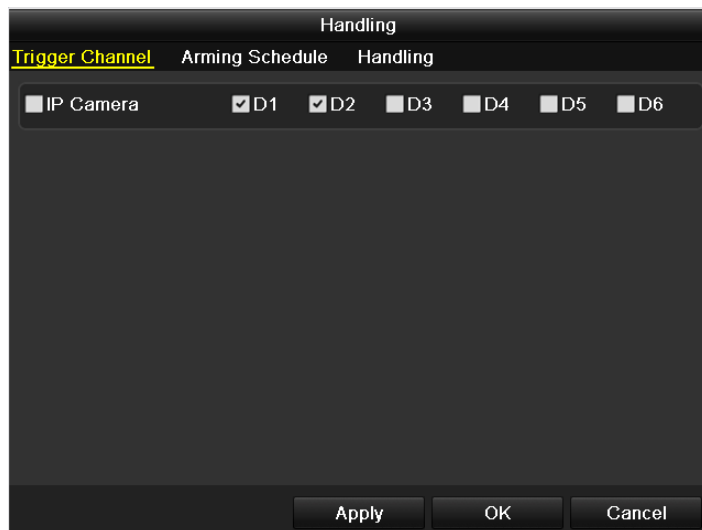 Handling
Trigger Channel Arming Schedule Handling
IP Camera D1 D2 D3 D4 D5 D6
Apply OK Cancel